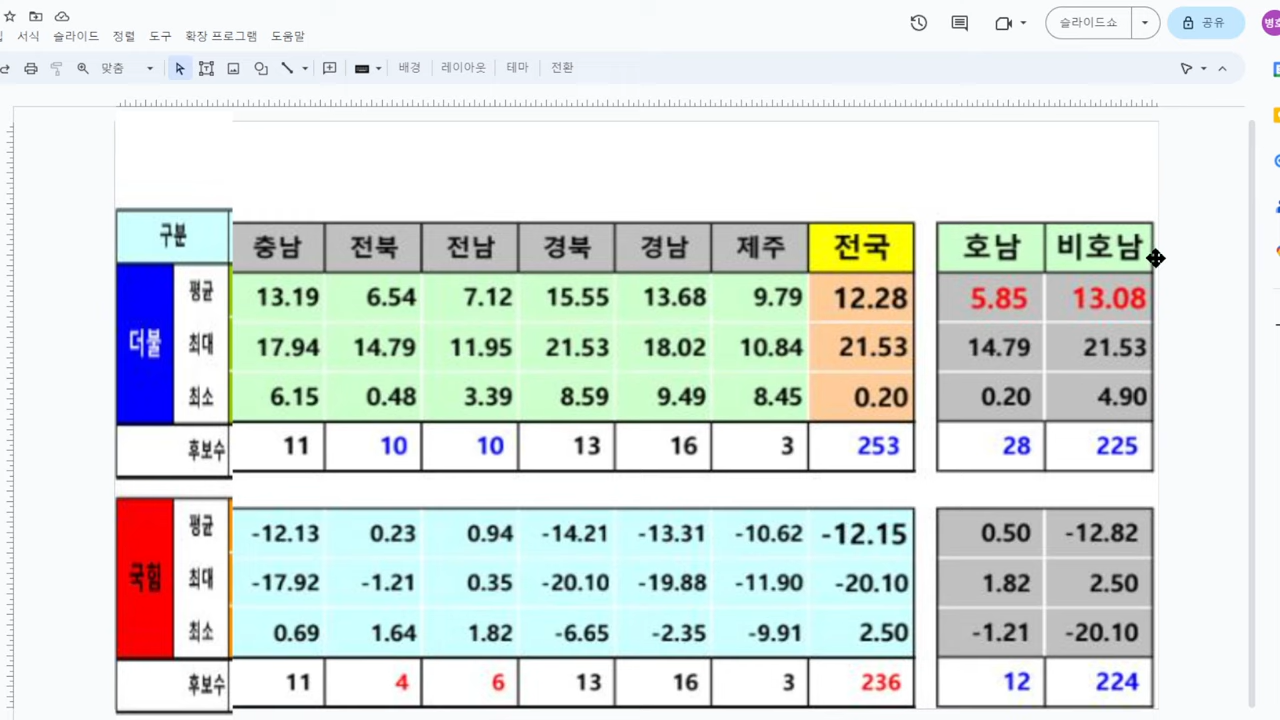 서식 슬라이드 정렬 도구 확장 프로그램 도움말
슬라이드쇼 공유
맞춤 배경 레이아웃 테마 전환
구분 충남 전북 전남 경북 경남 제주 전국 호남 비호남
더불
평균 13.19 6.54 7.12 15.55 13.68 9.79 12.28 5.85 13.08
최대 17.94 14.79 11.95 21.53 18.02 10.84 21.53 14.79 21.53
최소 6.15 0.48 3.39 8.59 9.49 8.45 0.20 0.20 4.90
후보수 11 10 10 13 16 3 253 28 225
국힘
평균 -12.13 0.23 0.94 -14.21 -13.31 -10.62 -12.15 0.50 -12.82
최대 -17.92 -1.21 0.35 -20.10 -19.88 -11.90 -20.10 1.82 2.50
최소 0.69 1.64 1.82 -6.65 -2.35 -9.91 2.50 -1.21 -20.10
후보수 11 4 6 13 16 3 236 12 224